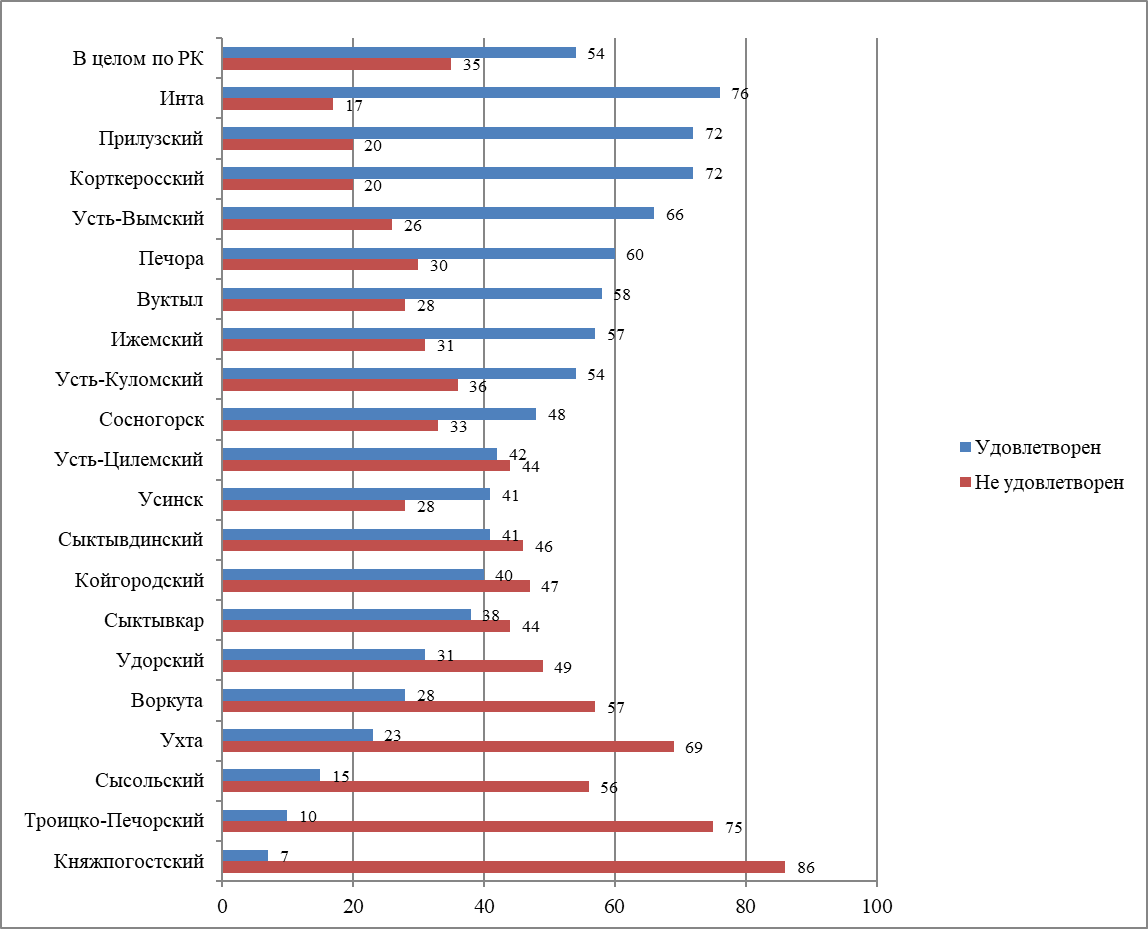 В целом по РК 54
35
Инта 76
17
Прилузский 72
20
Корткеросский 72
20
Усть-Вымский 66
26
Печора 60
30
Вуктыл 58
28
Ижемский 57
31
Усть-Куломский 54
36
Сосногорск 48
33
Усть-Цилемский 42
44
Усинск 41
28
Сыктывдинский 41
46
Койгородский 40
47
Сыктывкар 38
44
Удорский 31
49
Воркута 28
57
Ухта 23
69
Сысольский 15
56
Троицко-Печорский 10
75
Княжпогостский 7
86
0 20 40 60 80 100
Удовлетворен
Не удовлетворен